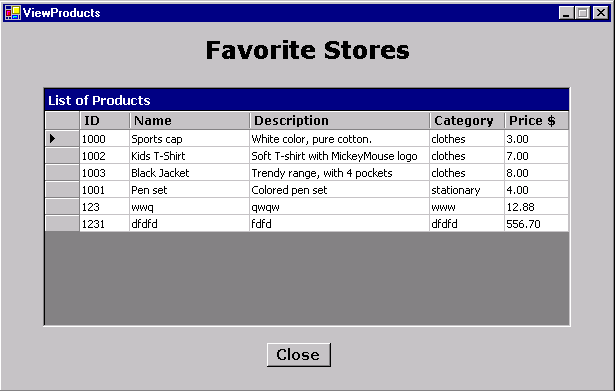 ViewProducts
Favorite Stores
List of Products
ID Name Description Category Price $
1000 Sports cap White color, pure cotton. clothes 3.00
1002 Kids T-Shirt Soft T-shirt with MickeyMouse logo clothes 7.00
1003 Black Jacket Trendy range, with 4 pockets clothes 8.00
1001 Pen set Colored pen set stationary 4.00
123 wwq qwqw www 12.88
1231 dfdfd fdfd dfdfd 556.70
Close